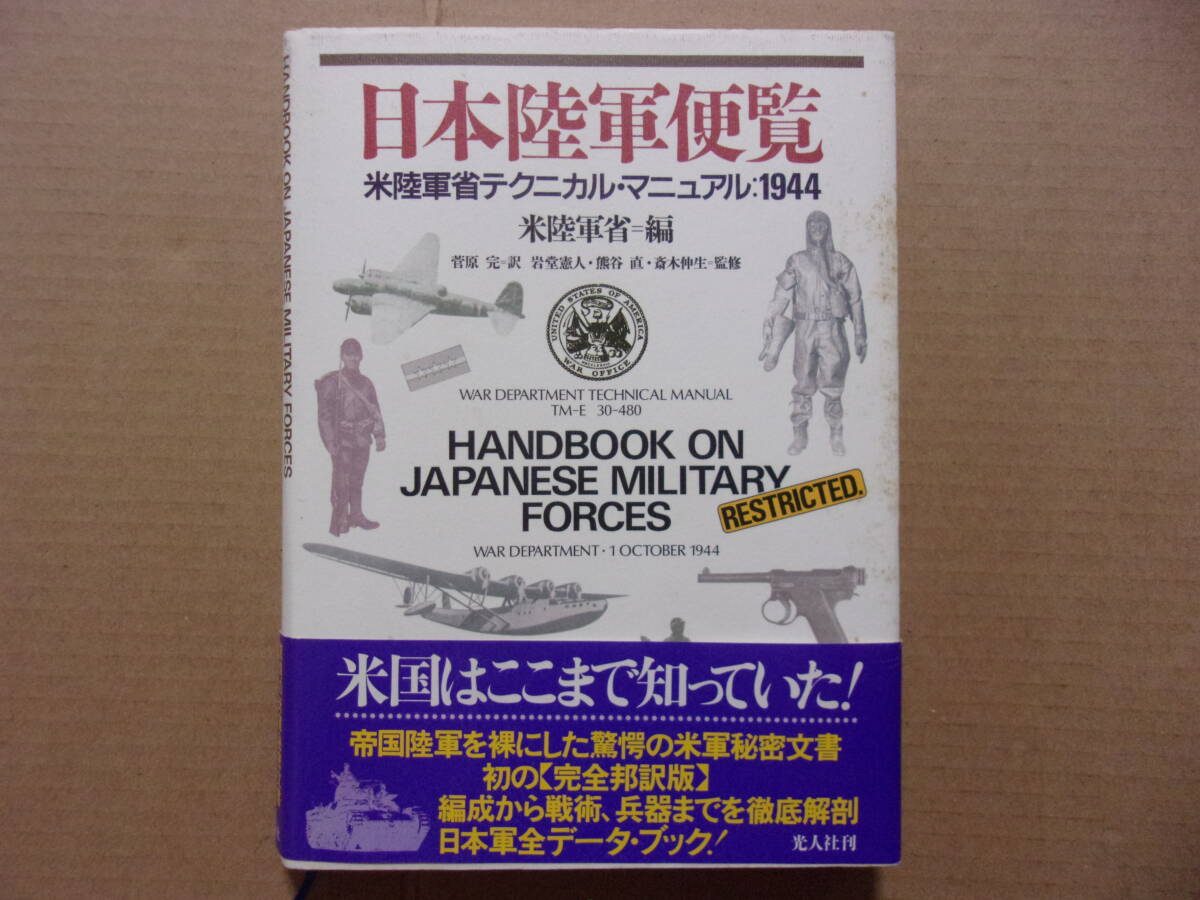 日本陸軍便覧
米陸軍省テクニカル・マニュアル:1944
米陸軍省=編
菅原 完=訳 岩堂憲人・熊谷 直・斎木伸生=監修
UNITED STATES OF AMERICA
WAR OFFICE
WAR DEPARTMENT TECHNICAL MANUAL
TM-E 30-480
HANDBOOK ON
JAPANESE MILITARY
FORCES
RESTRICTED.
WAR DEPARTMENT・1 OCTOBER 1944
米国はここまで知っていた!
帝国陸軍を裸にした驚愕の米軍秘密文書
初の【完全邦訳版】
編成から戦術、兵器までを徹底解剖
日本軍全データ・ブック!
光人社刊
HANDBOOK ON JAPANESE MILITARY FORCES